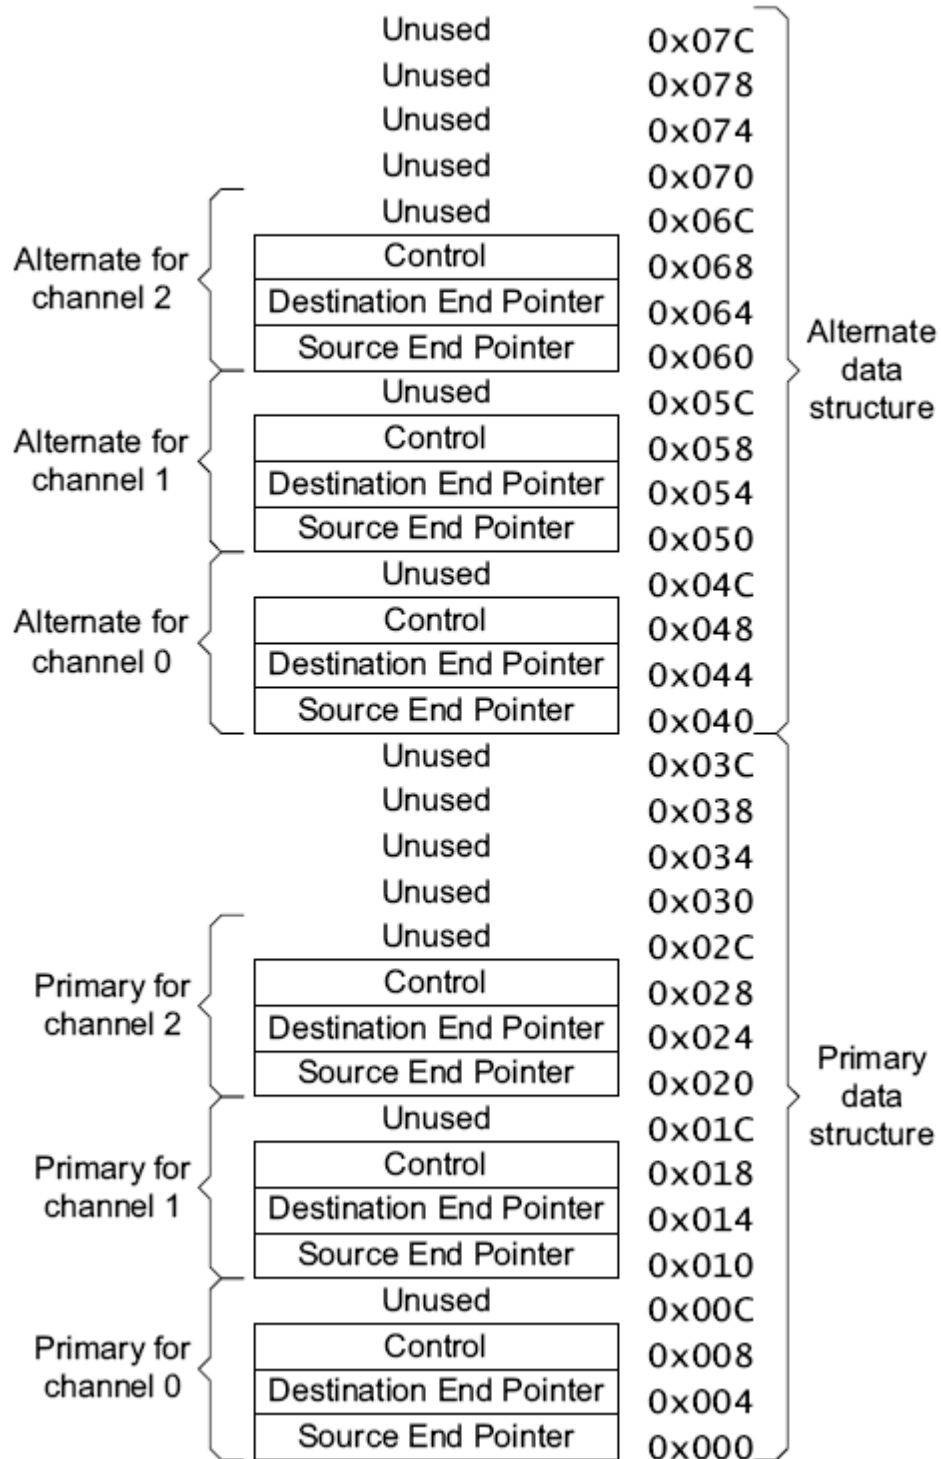 Unused 0x07C
Unused 0x078
Unused 0x074
Unused 0x070
Unused 0x06C
Alternate for
channel 2
Control 0x068
Destination End Pointer 0x064
Source End Pointer 0x060
Alternate
data
structure
Unused 0x05C
Alternate for
channel 1
Control 0x058
Destination End Pointer 0x054
Source End Pointer 0x050
Unused 0x04C
Alternate for
channel 0
Control 0x048
Destination End Pointer 0x044
Source End Pointer 0x040
Unused 0x03C
Unused 0x038
Unused 0x034
Unused 0x030
Unused 0x02C
Primary for
channel 2
Control 0x028
Destination End Pointer 0x024
Source End Pointer 0x020
Primary
data
structure
Unused 0x01C
Primary for
channel 1
Control 0x018
Destination End Pointer 0x014
Source End Pointer 0x010
Unused 0x00C
Primary for
channel 0
Control 0x008
Destination End Pointer 0x004
Source End Pointer 0x000